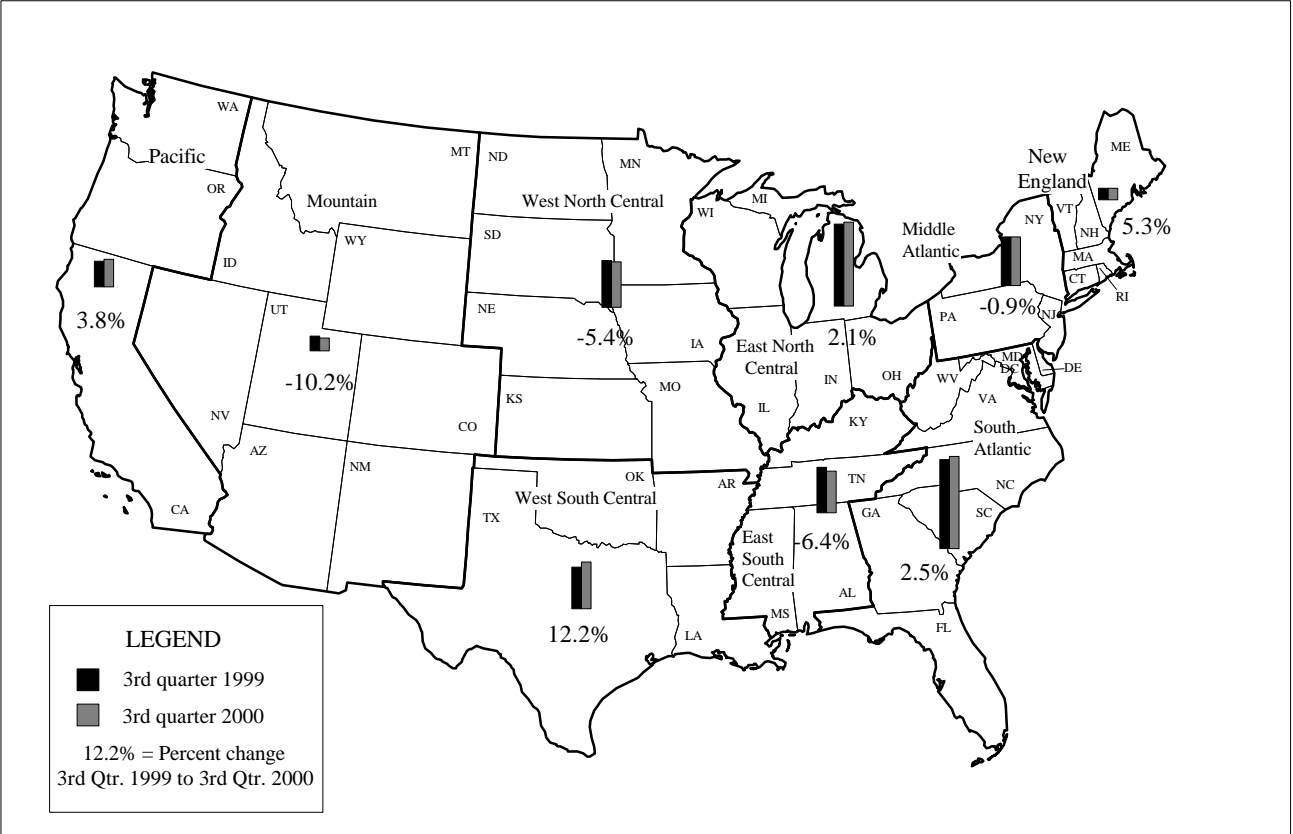 WA
Pacific
OR
MT
Mountain
ID
WY
ND
MN
West North Central
SD
NE
WI
MI
ME
New
England
VT
NY
NH
5.3%
Middle
Atlantic
MA
CT
RI
3.8%
UT
-5.4%
2.1%
-0.9%
PA
NJ
IA
East North
Central
-10.2%
MO
IN
OH
MD
DC
DE
WV
VA
KS
NV
CO
IL
KY
South
Atlantic
AZ
NM
OK
AR
TN
NC
CA
West South Central
TX
GA
SC
East
South
Central
-6.4%
2.5%
AL
MS
12.2%
LA
FL
LEGEND
3rd quarter 1999
3rd quarter 2000
12.2% = Percent change
3rd Qtr. 1999 to 3rd Qtr. 2000